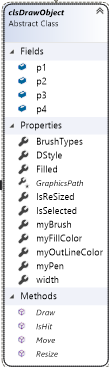 clsDrawObject
Abstract Class
Fields
p1
p2
p3
p4
Properties
BrushTypes
DStyle
Filled
GraphicsPath
IsReSized
IsSelected
myBrush
myFillColor
myOutLineColor
myPen
width
Methods
Draw
IsHit
Move
Resize